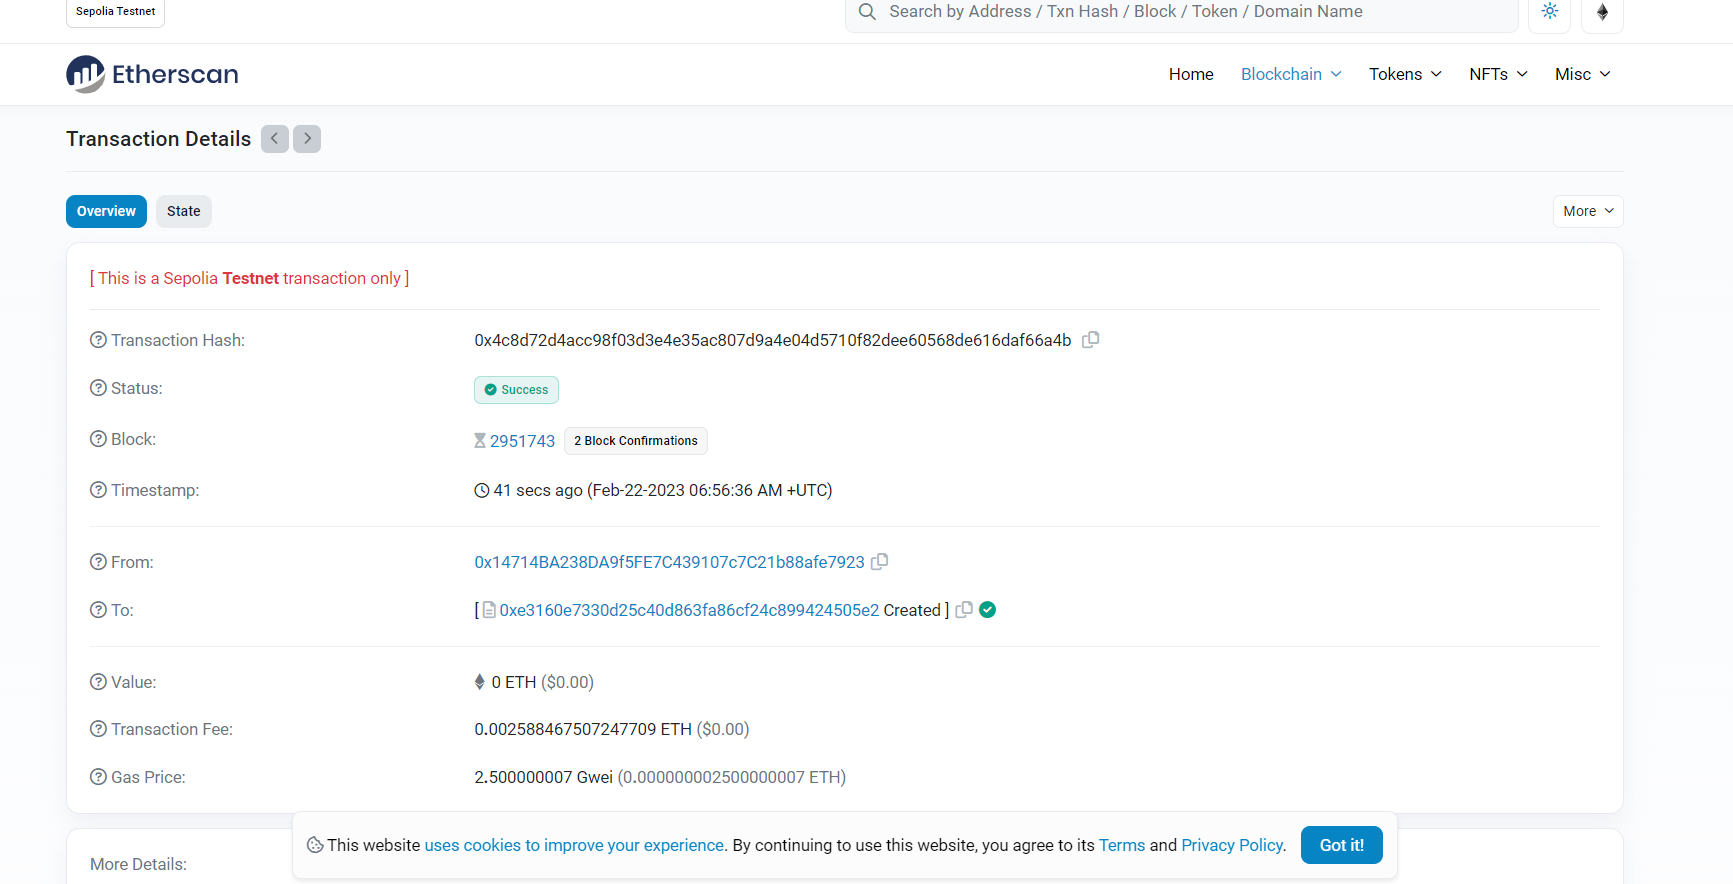 Sepolia Testnet
Search by Address / Txn Hash / Block / Token / Domain Name
Etherscan
Home Blockchain Tokens NFTs Misc
Transaction Details
Overview State More
[ This is a Sepolia Testnet transaction only ]
Transaction Hash: 0x4c8d72d4acc98f03d3e4e35ac807d9a4e04d5710f82dee60568de616daf66a4b
Status: Success
Block: 2951743 2 Block Confirmations
Timestamp: 41 secs ago (Feb-22-2023 06:56:36 AM +UTC)
From: 0x14714BA238DA9f5FE7C439107c7C21b88afe7923
To: [ 0xe3160e7330d25c40d863fa86cf24c899424505e2 Created ]
Value: 0 ETH ($0.00)
Transaction Fee: 0.002588467507247709 ETH ($0.00)
Gas Price: 2.500000007 Gwei (0.000000002500000007 ETH)
This website uses cookies to improve your experience. By continuing to use this website, you agree to its Terms and Privacy Policy. Got it!
More Details: